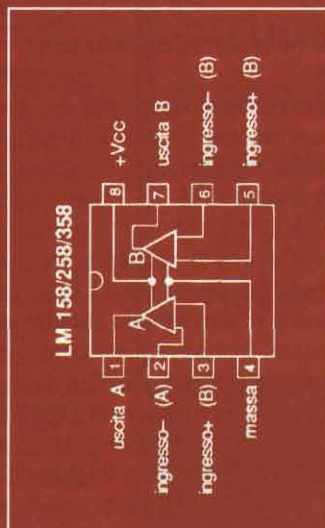 LM 158/258/358
uscita A
ingresso– (A)
ingresso+ (B)
massa
1
2
3
4
8
7
6
5
A
B
+Vcc
uscita B
ingresso– (B)
ingresso+ (B)